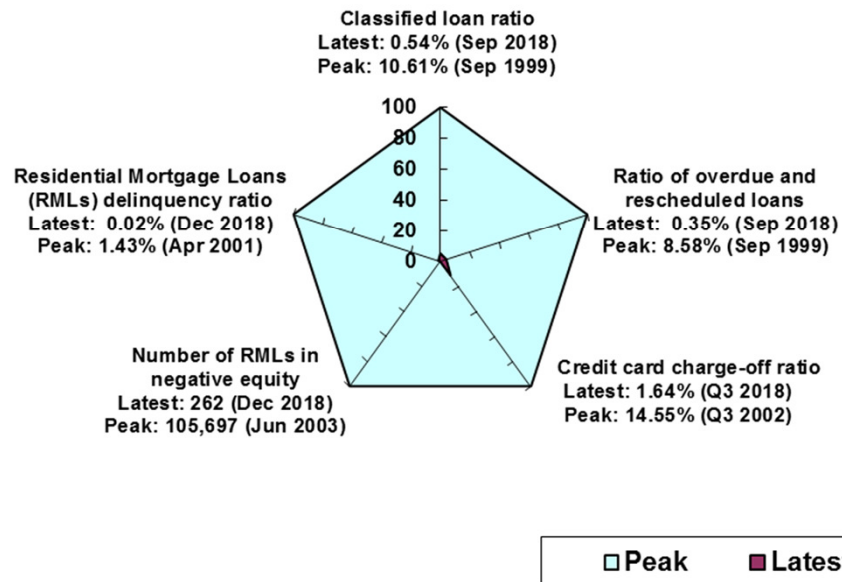 Classified loan ratio
Latest: 0.54% (Sep 2018)
Peak: 10.61% (Sep 1999)
100
80
60
40
20
0
Residential Mortgage Loans
(RMLs) delinquency ratio
Latest: 0.02% (Dec 2018)
Peak: 1.43% (Apr 2001)
Ratio of overdue and
rescheduled loans
Latest: 0.35% (Sep 2018)
Peak: 8.58% (Sep 1999)
Number of RMLs in
negative equity
Latest: 262 (Dec 2018)
Peak: 105,697 (Jun 2003)
Credit card charge-off ratio
Latest: 1.64% (Q3 2018)
Peak: 14.55% (Q3 2002)
Peak Lates